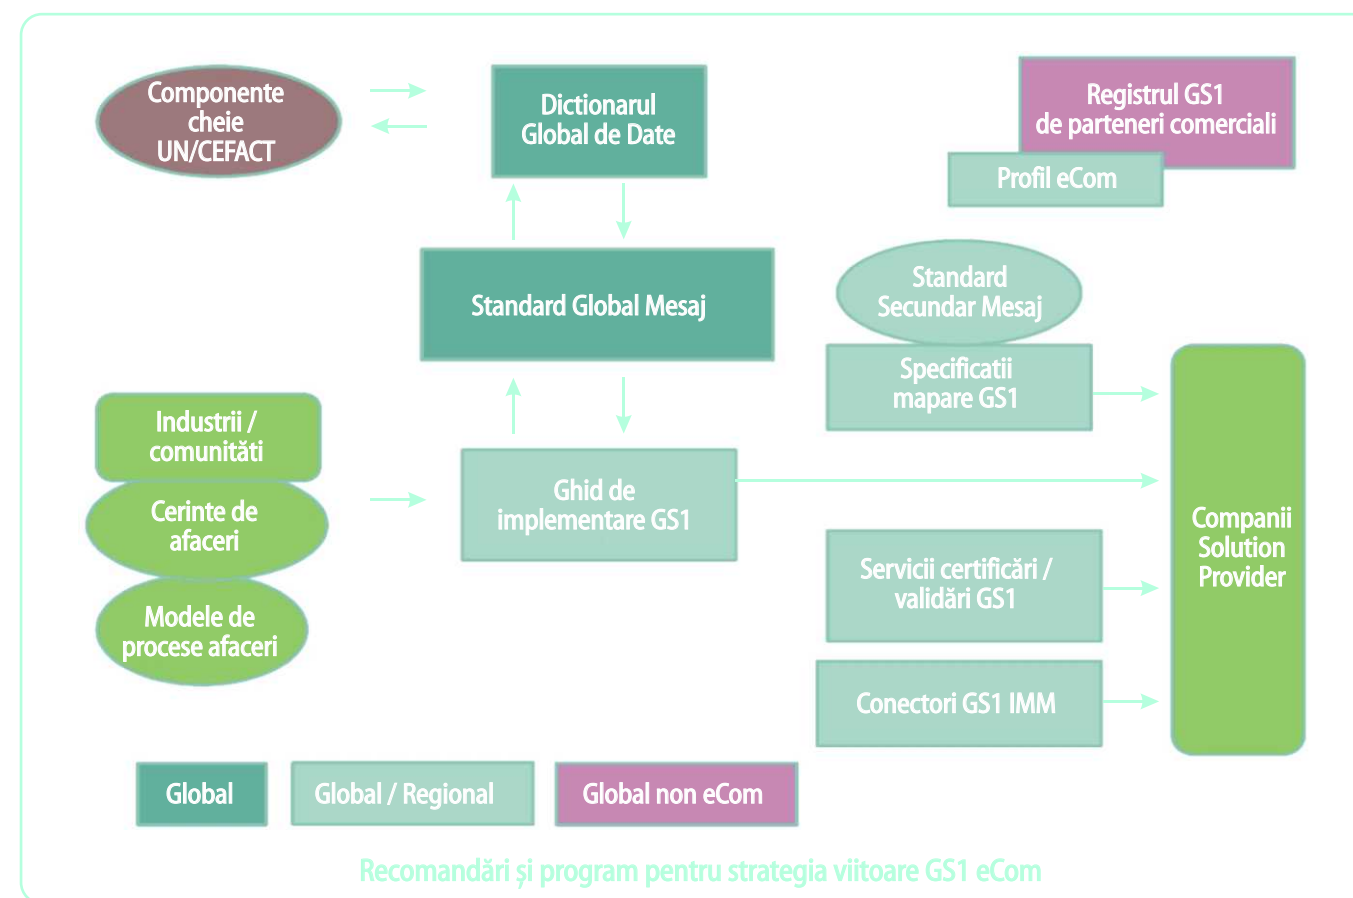 Componente
cheie
UN/CEFACT
Dictionarul
Global de Date
Registrul GS1
de parteneri comerciali
Profil eCom
Standard Global Mesaj
Standard
Secundar Mesaj
Specificatii
mapare GS1
Industrii /
comunităti
Cerinte de
afaceri
Modele de
procese afaceri
Ghid de
implementare GS1
Servicii certificări /
validări GS1
Conectori GS1 IMM
Companii
Solution
Provider
Global
Global / Regional
Global non eCom
Recomandări și program pentru strategia viitoare GS1 eCom